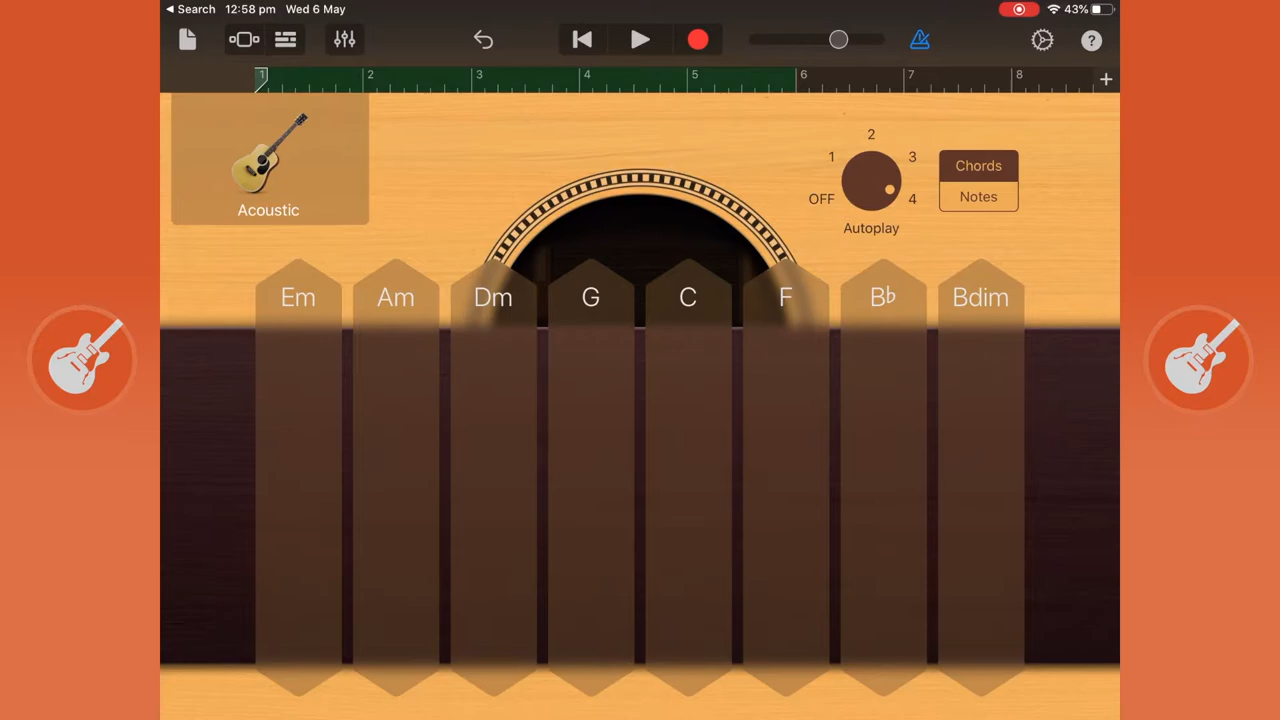 ◀ Search 12:58 pm Wed 6 May 43%
1 2 3 4 5 6 7 8 +
?
2
1 3
OFF 4
Autoplay
Chords
Notes
Acoustic
Em Am Dm G C F B♭ Bdim